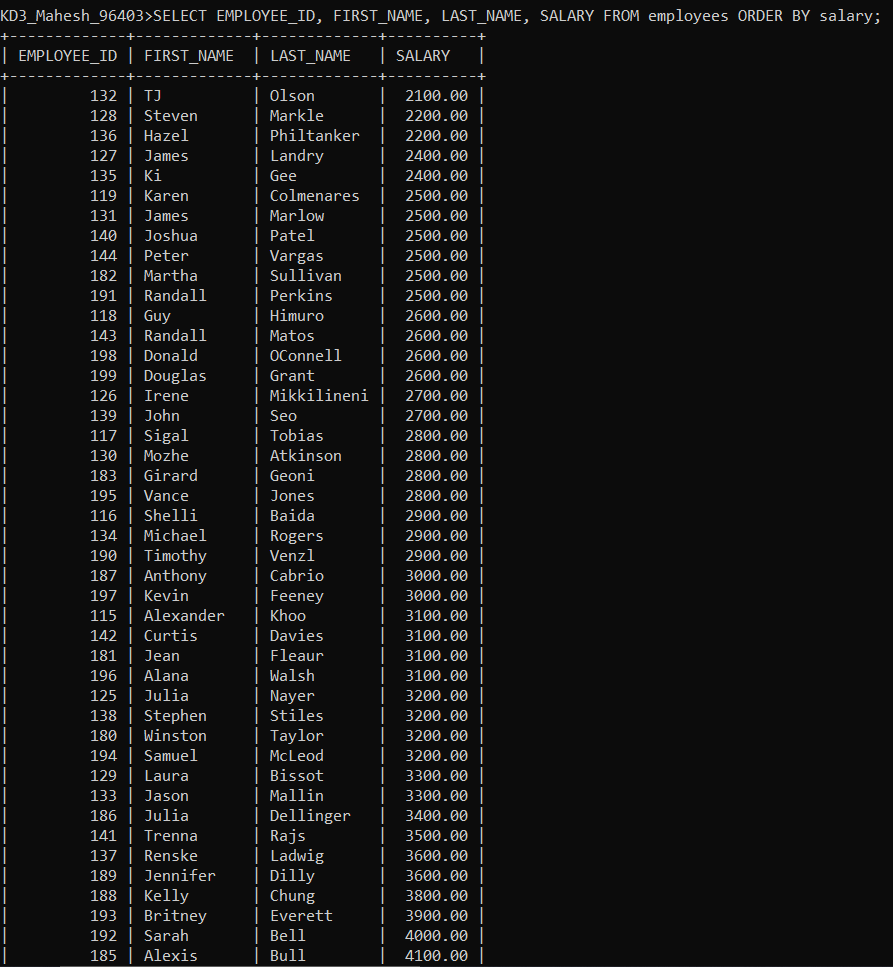 KD3_Mahesh_96403>SELECT EMPLOYEE_ID, FIRST_NAME, LAST_NAME, SALARY FROM employees ORDER BY salary;
+-------------+-------------+-------------+----------+
| EMPLOYEE_ID | FIRST_NAME  | LAST_NAME   | SALARY   |
+-------------+-------------+-------------+----------+
|         132 | TJ          | Olson       |  2100.00 |
|         128 | Steven      | Markle      |  2200.00 |
|         136 | Hazel       | Philtanker  |  2200.00 |
|         127 | James       | Landry      |  2400.00 |
|         135 | Ki          | Gee         |  2400.00 |
|         119 | Karen       | Colmenares  |  2500.00 |
|         131 | James       | Marlow      |  2500.00 |
|         140 | Joshua      | Patel       |  2500.00 |
|         144 | Peter       | Vargas      |  2500.00 |
|         182 | Martha      | Sullivan    |  2500.00 |
|         191 | Randall     | Perkins     |  2500.00 |
|         118 | Guy         | Himuro      |  2600.00 |
|         143 | Randall     | Matos       |  2600.00 |
|         198 | Donald      | OConnell    |  2600.00 |
|         199 | Douglas     | Grant       |  2600.00 |
|         126 | Irene       | Mikkilineni |  2700.00 |
|         139 | John        | Seo         |  2700.00 |
|         117 | Sigal       | Tobias      |  2800.00 |
|         130 | Mozhe       | Atkinson    |  2800.00 |
|         183 | Girard      | Geoni       |  2800.00 |
|         195 | Vance       | Jones       |  2800.00 |
|         116 | Shelli      | Baida       |  2900.00 |
|         134 | Michael     | Rogers      |  2900.00 |
|         190 | Timothy     | Venzl       |  2900.00 |
|         187 | Anthony     | Cabrio      |  3000.00 |
|         197 | Kevin       | Feeney      |  3000.00 |
|         115 | Alexander   | Khoo        |  3100.00 |
|         142 | Curtis      | Davies      |  3100.00 |
|         181 | Jean        | Fleaur      |  3100.00 |
|         196 | Alana       | Walsh       |  3100.00 |
|         125 | Julia       | Nayer       |  3200.00 |
|         138 | Stephen     | Stiles      |  3200.00 |
|         180 | Winston     | Taylor      |  3200.00 |
|         194 | Samuel      | McLeod      |  3200.00 |
|         129 | Laura       | Bissot      |  3300.00 |
|         133 | Jason       | Mallin      |  3300.00 |
|         186 | Julia       | Dellinger   |  3400.00 |
|         141 | Trenna      | Rajs        |  3500.00 |
|         137 | Renske      | Ladwig      |  3600.00 |
|         189 | Jennifer    | Dilly       |  3600.00 |
|         188 | Kelly       | Chung       |  3800.00 |
|         193 | Britney     | Everett     |  3900.00 |
|         192 | Sarah       | Bell        |  4000.00 |
|         185 | Alexis      | Bull        |  4100.00 |